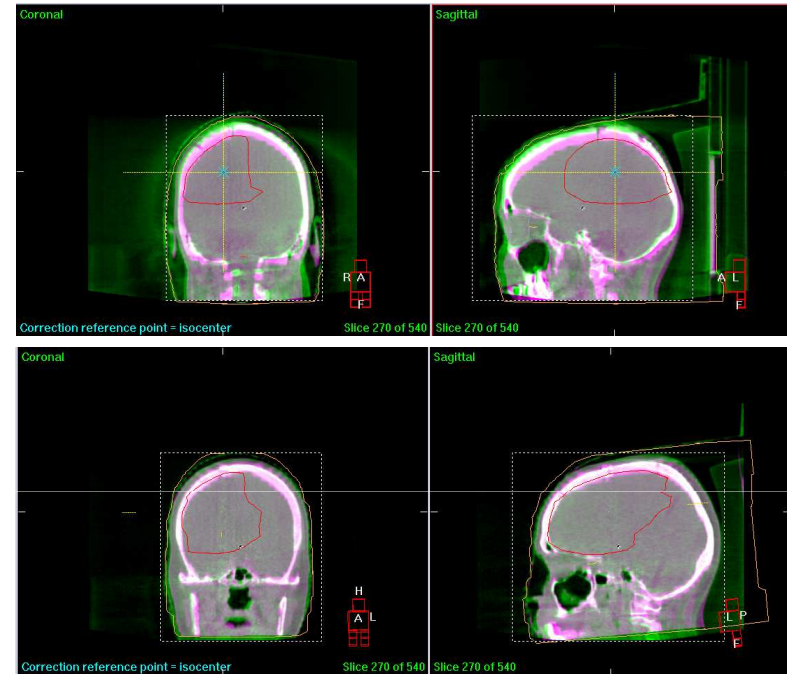 Coronal
Sagittal
R A
A L
F
F
Correction reference point = isocenter
Slice 270 of 540
Slice 270 of 540
Coronal
Sagittal
H
A L
L P
F
Correction reference point = isocenter
Slice 270 of 540
Slice 270 of 540